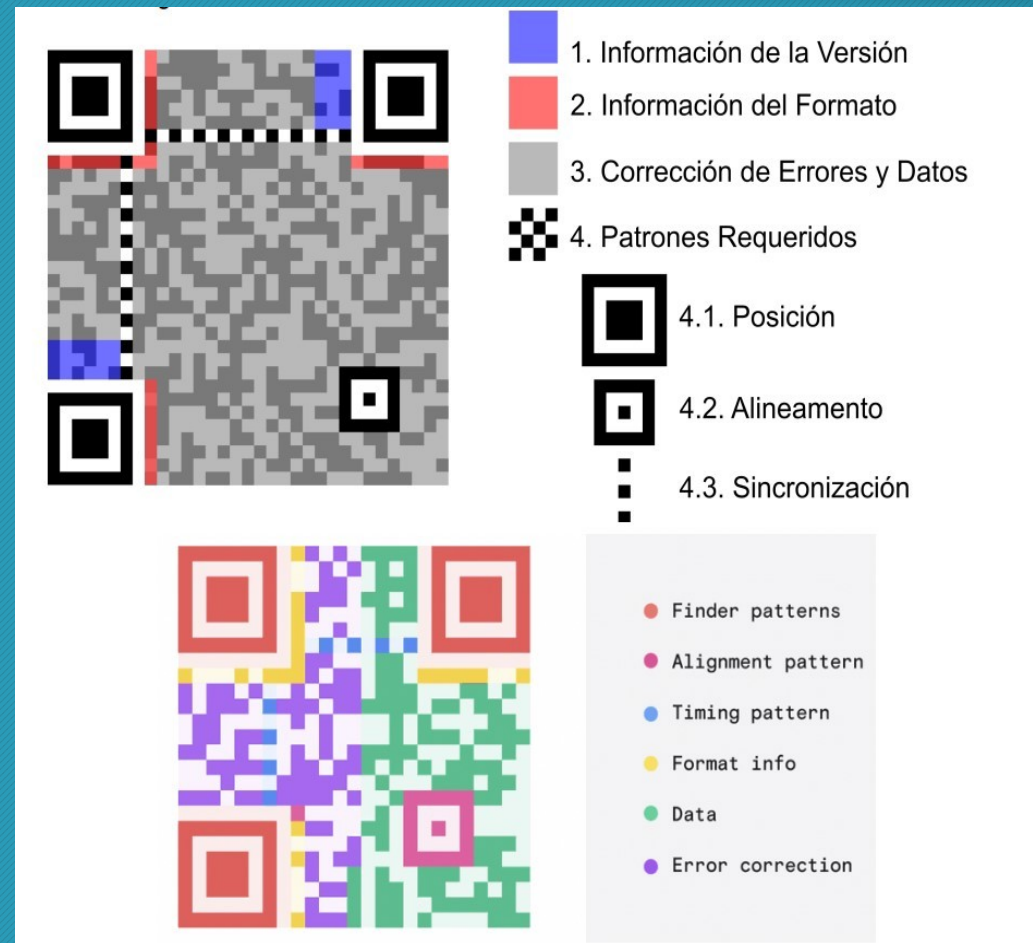 1. Información de la Versión
2. Información del Formato
3. Corrección de Errores y Datos
4. Patrones Requeridos
4.1. Posición
4.2. Alineamento
4.3. Sincronización
Finder patterns
Alignment pattern
Timing pattern
Format info
Data
Error correction